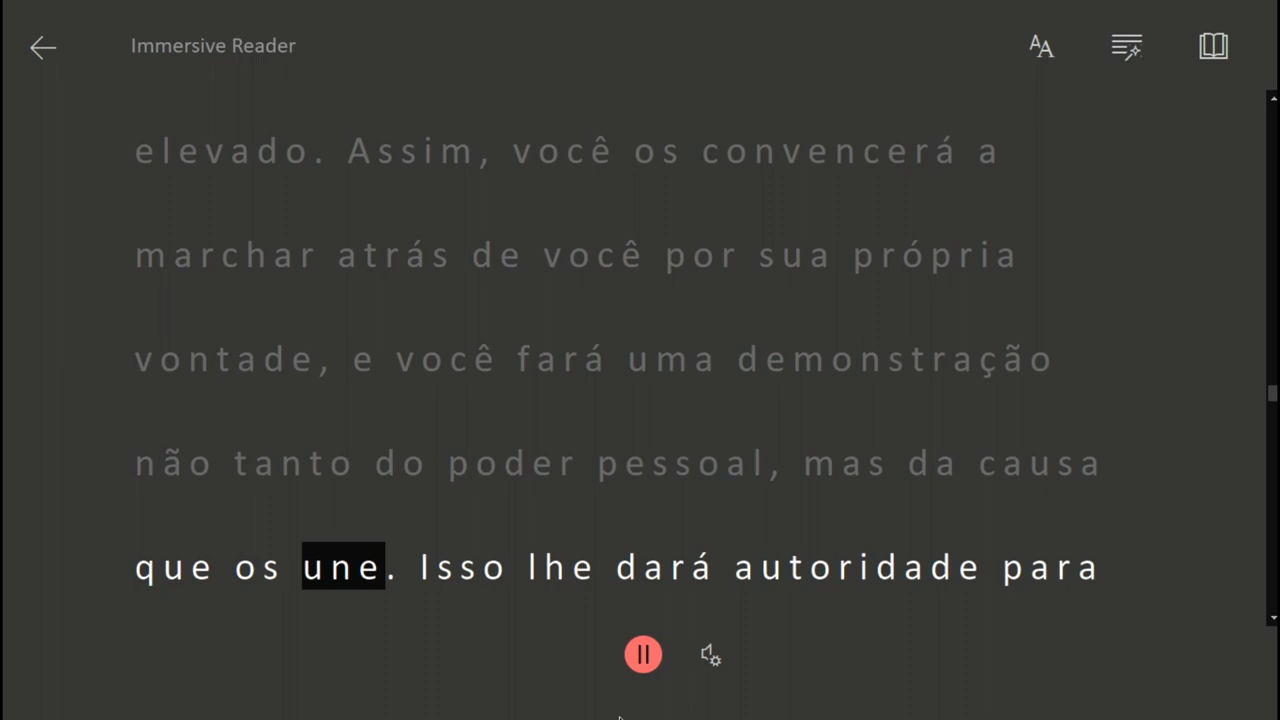 Immersive Reader
elevado. Assim, você os convencerá a
marchar atrás de você por sua própria
vontade, e você fará uma demonstração
não tanto do poder pessoal, mas da causa
que os une. Isso lhe dará autoridade para